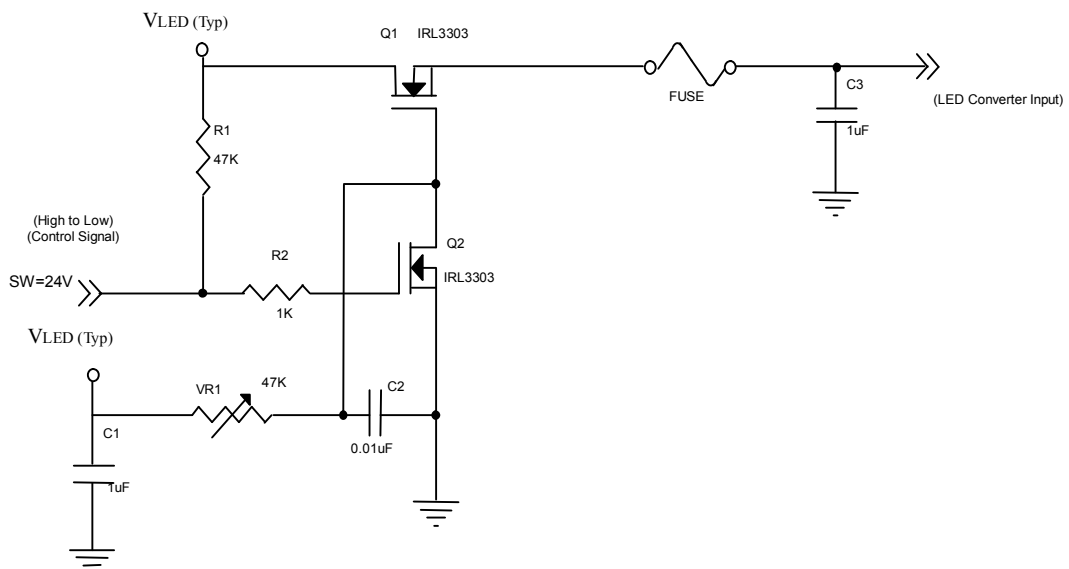 VLED (Typ)
Q1 IRL3303
FUSE
C3
1uF
(LED Converter Input)
R1
47K
(High to Low)
(Control Signal)
SW=24V
R2
1K
Q2
IRL3303
VLED (Typ)
VR1
47K
C2
0.01uF
C1
1uF